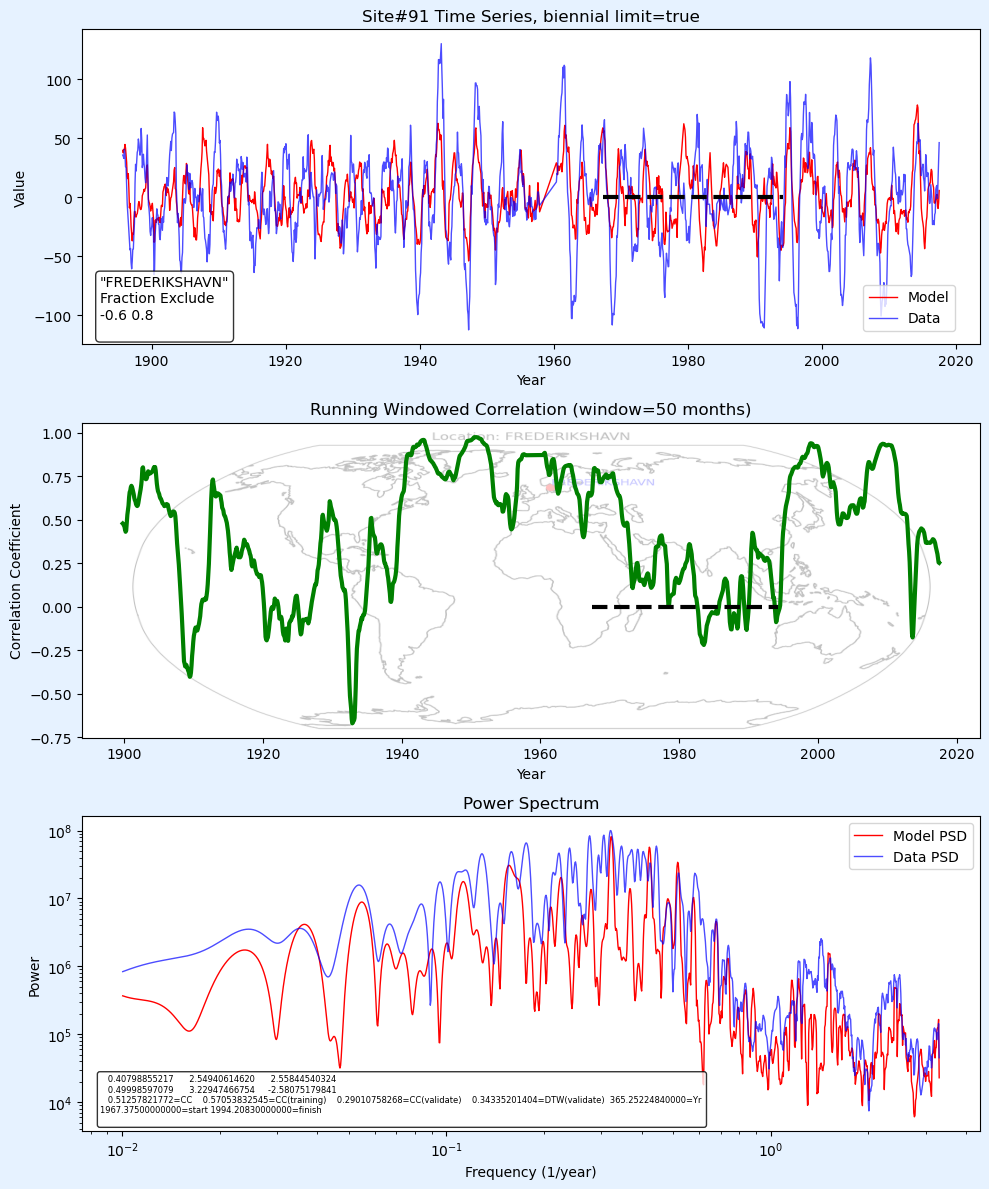 Site#91 Time Series, biennial limit=true
Value
100
50
0
−50
−100
"FREDERIKSHAVN"
Fraction Exclude
-0.6 0.8
Model
Data
1900 1920 1940 1960 1980 2000 2020
Year
Running Windowed Correlation (window=50 months)
Location: FREDERIKSHAVN
Correlation Coefficient
1.00
0.75
0.50
0.25
0.00
−0.25
−0.50
−0.75
1900 1920 1940 1960 1980 2000 2020
Year
Power Spectrum
Model PSD
Data PSD
Power
10^8
10^7
10^6
10^5
10^4
0.40798855217 2.54940614620 2.55844540324
0.49998597079 3.22947466754 -2.58075179841
0.51257821772=CC 0.57053832545=CC(training) 0.29010758268=CC(validate) 0.34335201404=DTW(validate) 365.25224840000=Yr
1967.37500000000=start 1994.20830000000=finish
10^−2 10^−1 10^0
Frequency (1/year)